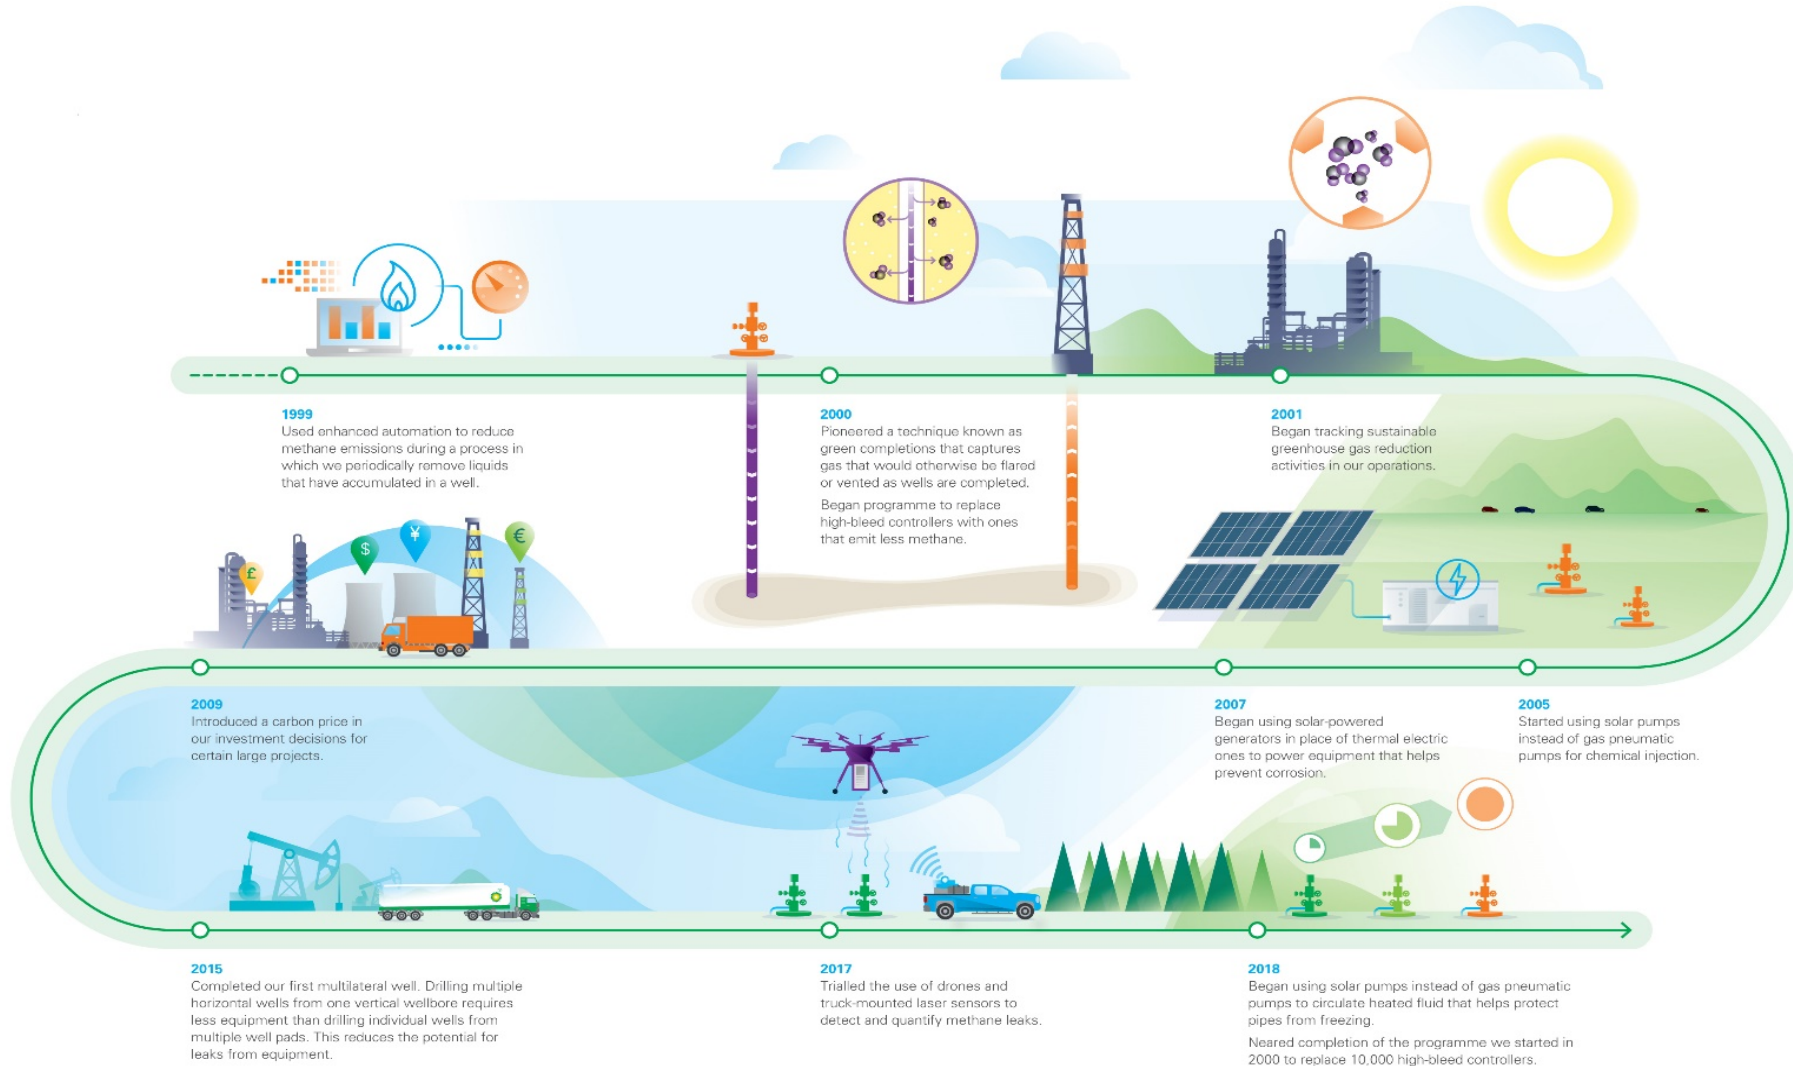 1999
Used enhanced automation to reduce
methane emissions during a process in
which we periodically remove liquids
that have accumulated in a well.
2000
Pioneered a technique known as
green completions that captures
gas that would otherwise be flared
or vented as wells are completed.
Began programme to replace
high-bleed controllers with ones
that emit less methane.
2001
Began tracking sustainable
greenhouse gas reduction
activities in our operations.
£
$
¥
€
2005
Started using solar pumps
instead of gas pneumatic
pumps for chemical injection.
2007
Began using solar-powered
generators in place of thermal electric
ones to power equipment that helps
prevent corrosion.
2009
Introduced a carbon price in
our investment decisions for
certain large projects.
2015
Completed our first multilateral well. Drilling multiple
horizontal wells from one vertical wellbore requires
less equipment than drilling individual wells from
multiple well pads. This reduces the potential for
leaks from equipment.
2017
Trialled the use of drones and
truck-mounted laser sensors to
detect and quantify methane leaks.
2018
Began using solar pumps instead of gas pneumatic
pumps to circulate heated fluid that helps protect
pipes from freezing.
Neared completion of the programme we started in
2000 to replace 10,000 high-bleed controllers.